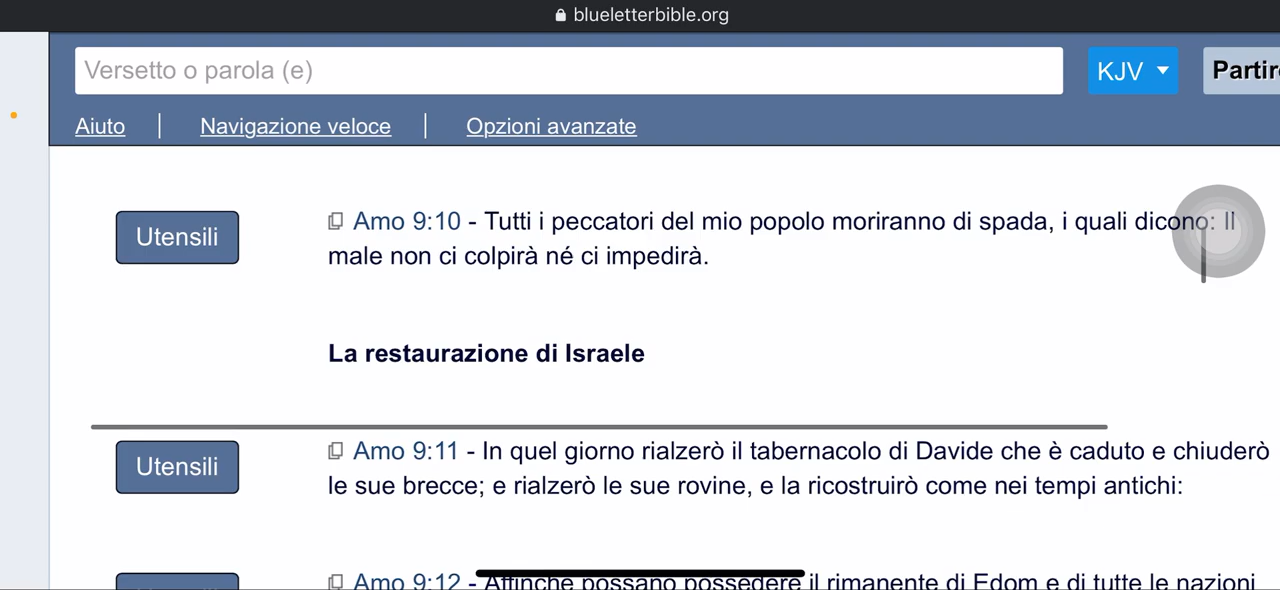 blueletterbible.org
Versetto o parola (e)
KJV
Partire
Aiuto
Navigazione veloce
Opzioni avanzate
Utensili
Amo 9:10 - Tutti i peccatori del mio popolo moriranno di spada, i quali dicono: Il
male non ci colpirà né ci impedirà.
La restaurazione di Israele
Utensili
Amo 9:11 - In quel giorno rialzerò il tabernacolo di Davide che è caduto e chiuderò
le sue brecce; e rialzerò le sue rovine, e la ricostruirò come nei tempi antichi:
Amo 9:12 - Affinché possano possedere il rimanente di Edom e di tutte le nazioni